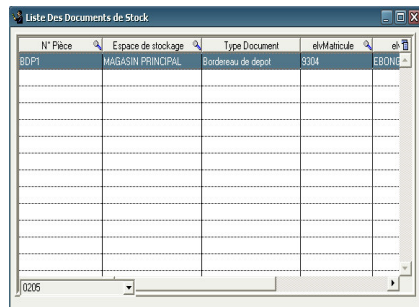 Liste Des Documents de Stock
N° Pièce Espace de stockage Type Document elvMatricule
BDP1 MAGASIN PRINCIPAL Bordereau de depot 9304
0205